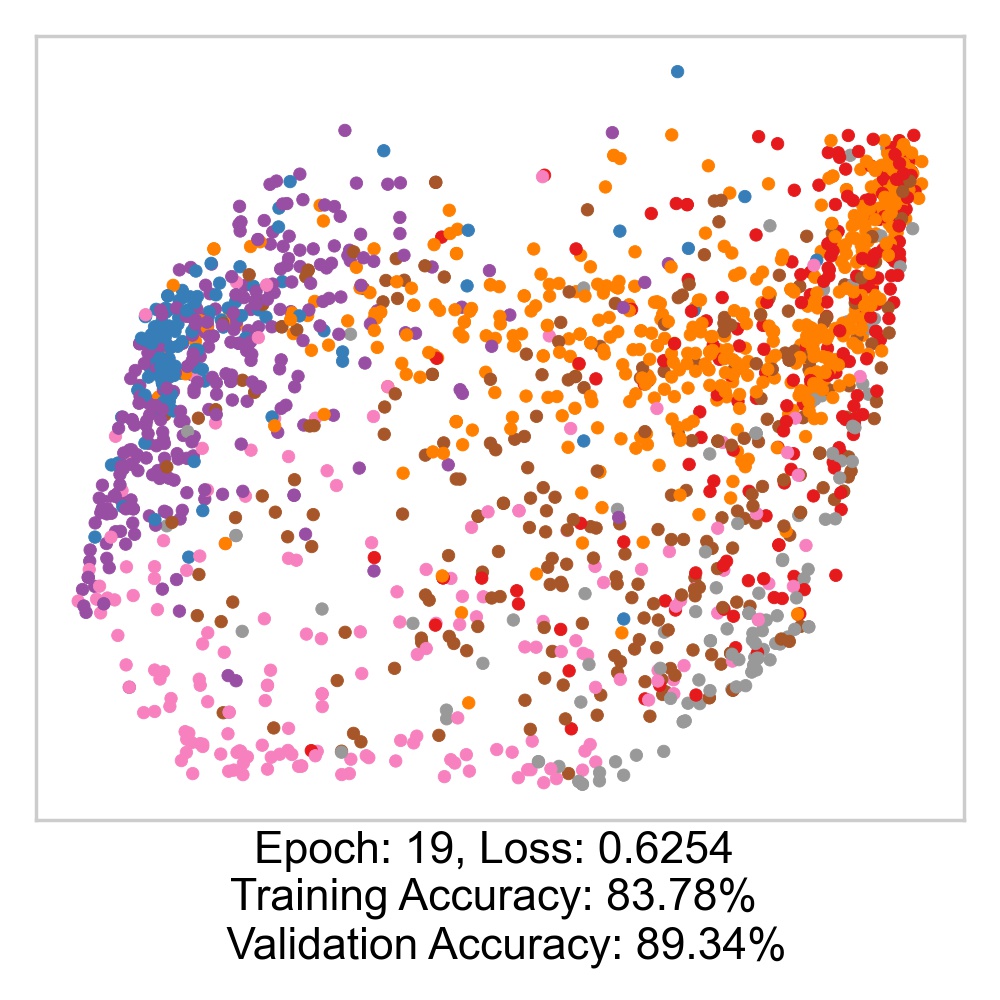 Epoch: 19, Loss: 0.6254
Training Accuracy: 83.78%
Validation Accuracy: 89.34%